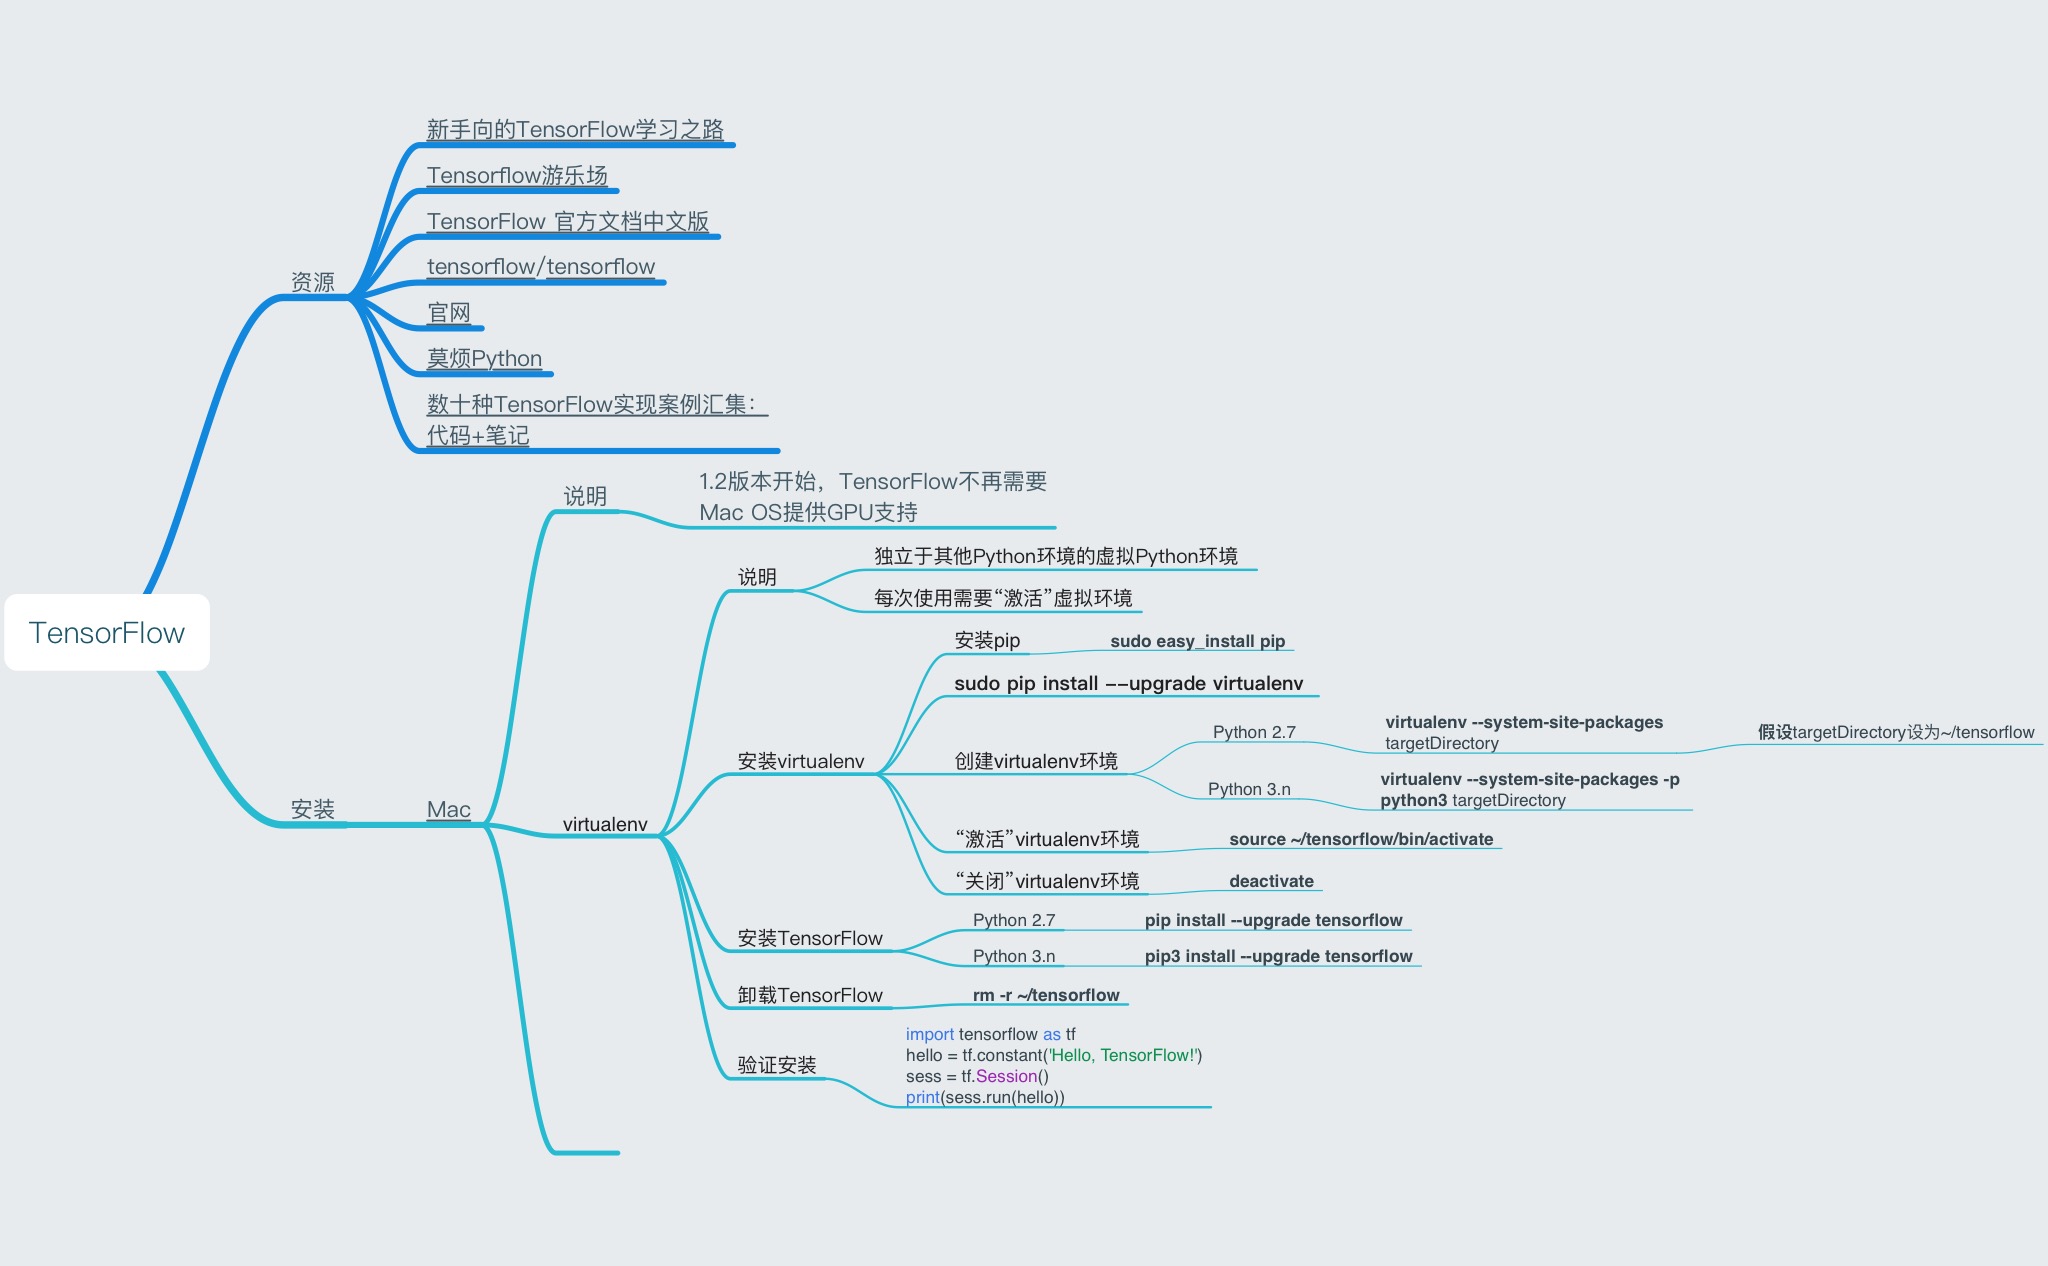 新手向的TensorFlow学习之路
Tensorflow游乐场
TensorFlow 官方文档中文版
tensorflow/tensorflow
资源
官网
莫烦Python
数十种TensorFlow实现案例汇集：
代码+笔记
TensorFlow
安装
Mac
说明
1.2版本开始，TensorFlow不再需要
Mac OS提供GPU支持
virtualenv
说明
独立于其他Python环境的虚拟Python环境
每次使用需要“激活”虚拟环境
安装virtualenv
安装pip
sudo easy_install pip
sudo pip install --upgrade virtualenv
创建virtualenv环境
Python 2.7
virtualenv --system-site-packages
targetDirectory
假设targetDirectory设为~/tensorflow
Python 3.n
virtualenv --system-site-packages -p
python3 targetDirectory
“激活”virtualenv环境
source ~/tensorflow/bin/activate
“关闭”virtualenv环境
deactivate
安装TensorFlow
Python 2.7
pip install --upgrade tensorflow
Python 3.n
pip3 install --upgrade tensorflow
卸载TensorFlow
rm -r ~/tensorflow
验证安装
import tensorflow as tf
hello = tf.constant('Hello, TensorFlow!')
sess = tf.Session()
print(sess.run(hello))